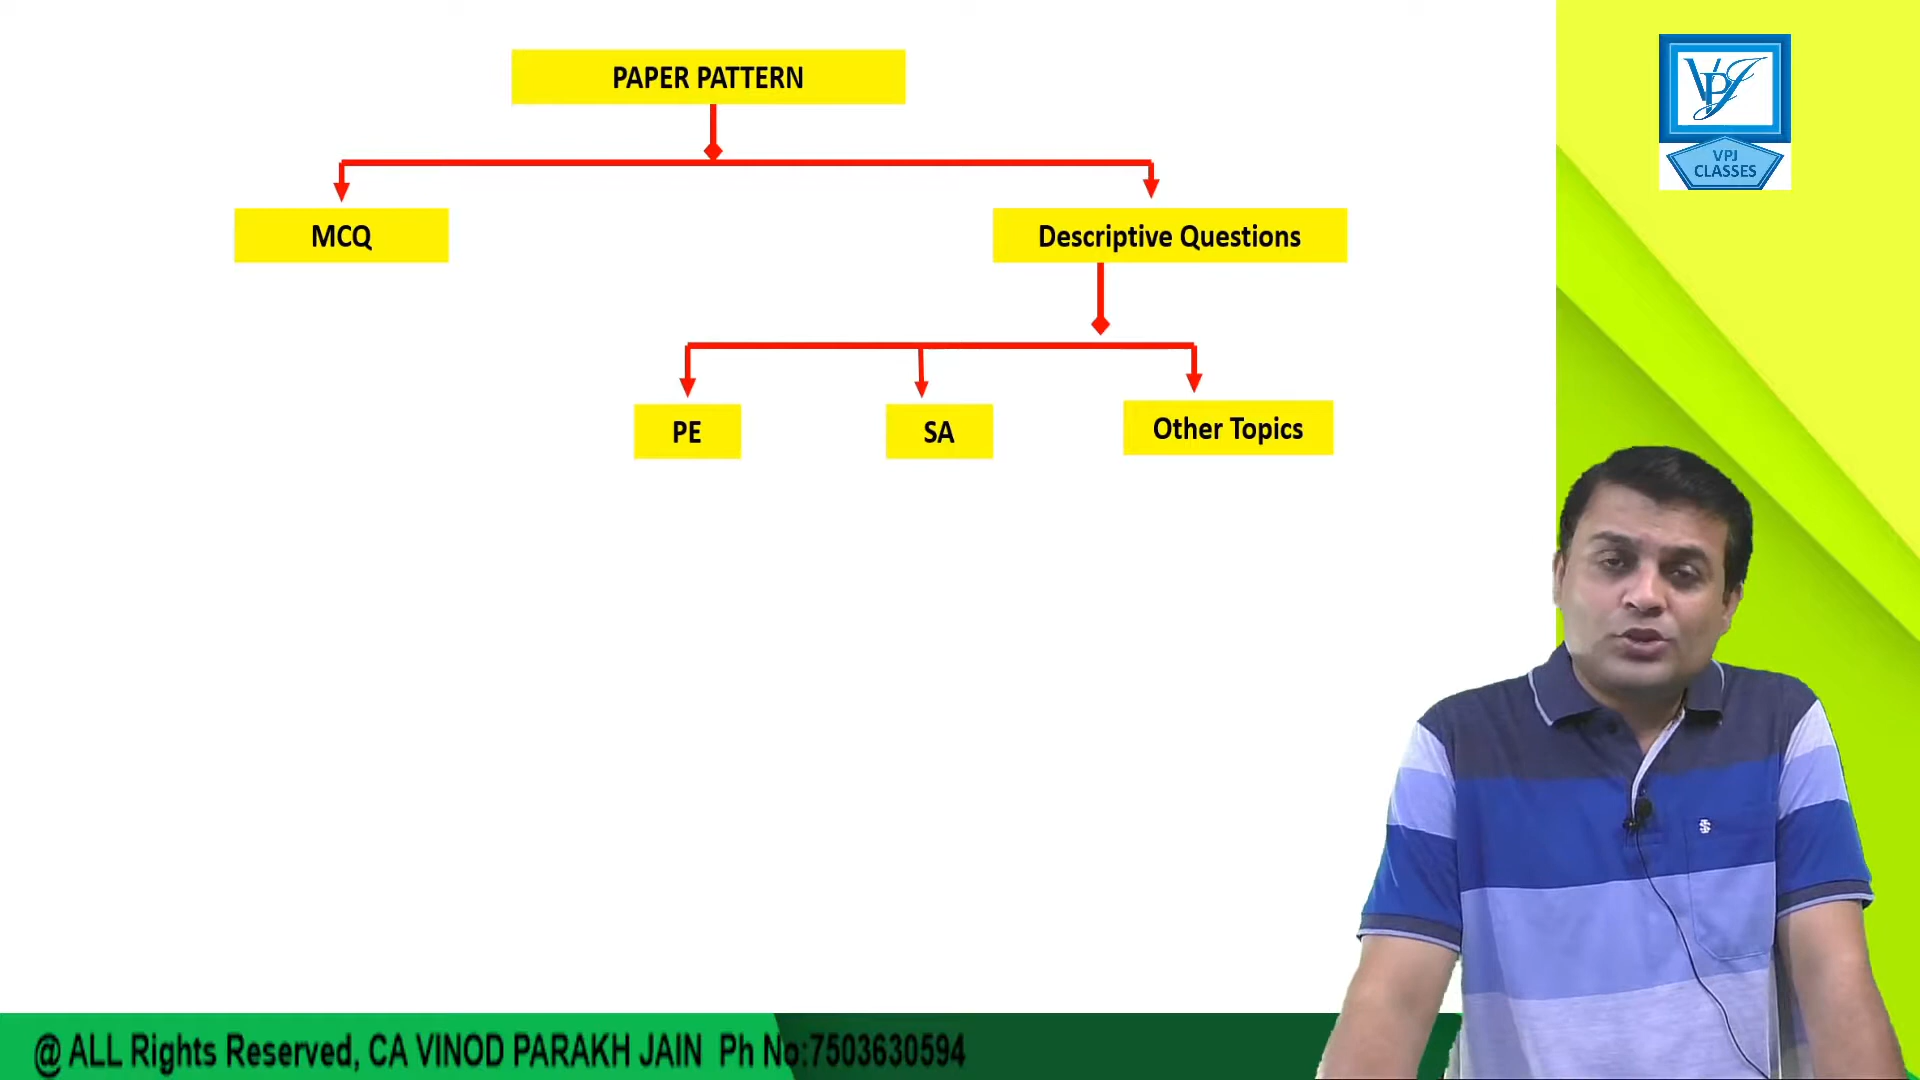 PAPER PATTERN
VPJ
VPJ
CLASSES
MCQ
Descriptive Questions
PE
SA
Other Topics
@ ALL Rights Reserved, CA VINOD PARAKH JAIN Ph No:7503630594